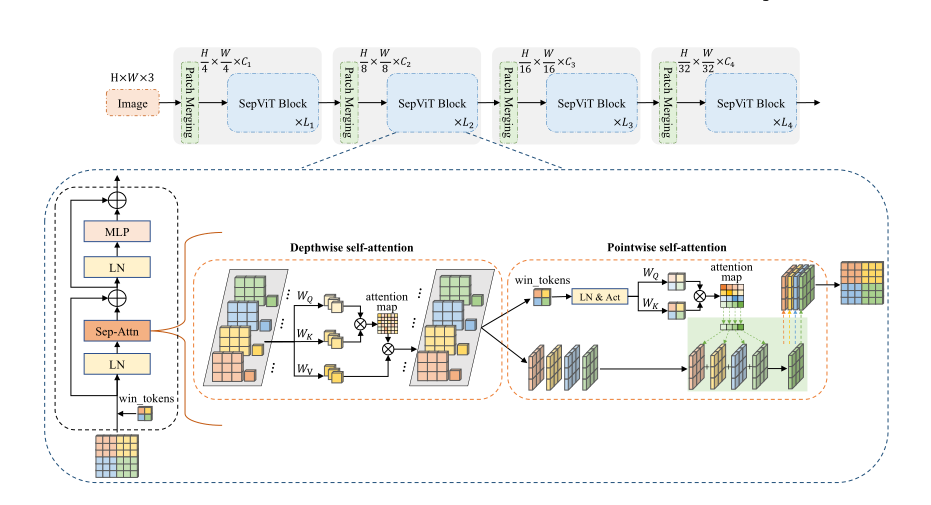 H×W×3
Image
Patch Merging
H/4 × W/4 ×C₁
SepViT Block
×L₁
Patch Merging
H/8 × W/8 ×C₂
SepViT Block
×L₂
Patch Merging
H/16 × W/16 ×C₃
SepViT Block
×L₃
Patch Merging
H/32 × W/32 ×C₄
SepViT Block
×L₄
MLP
LN
Sep-Attn
LN
win_tokens
Depthwise self-attention
W_Q
W_K
W_V
attention
map
Pointwise self-attention
win_tokens
LN & Act
W_Q
W_K
attention
map
+ + +